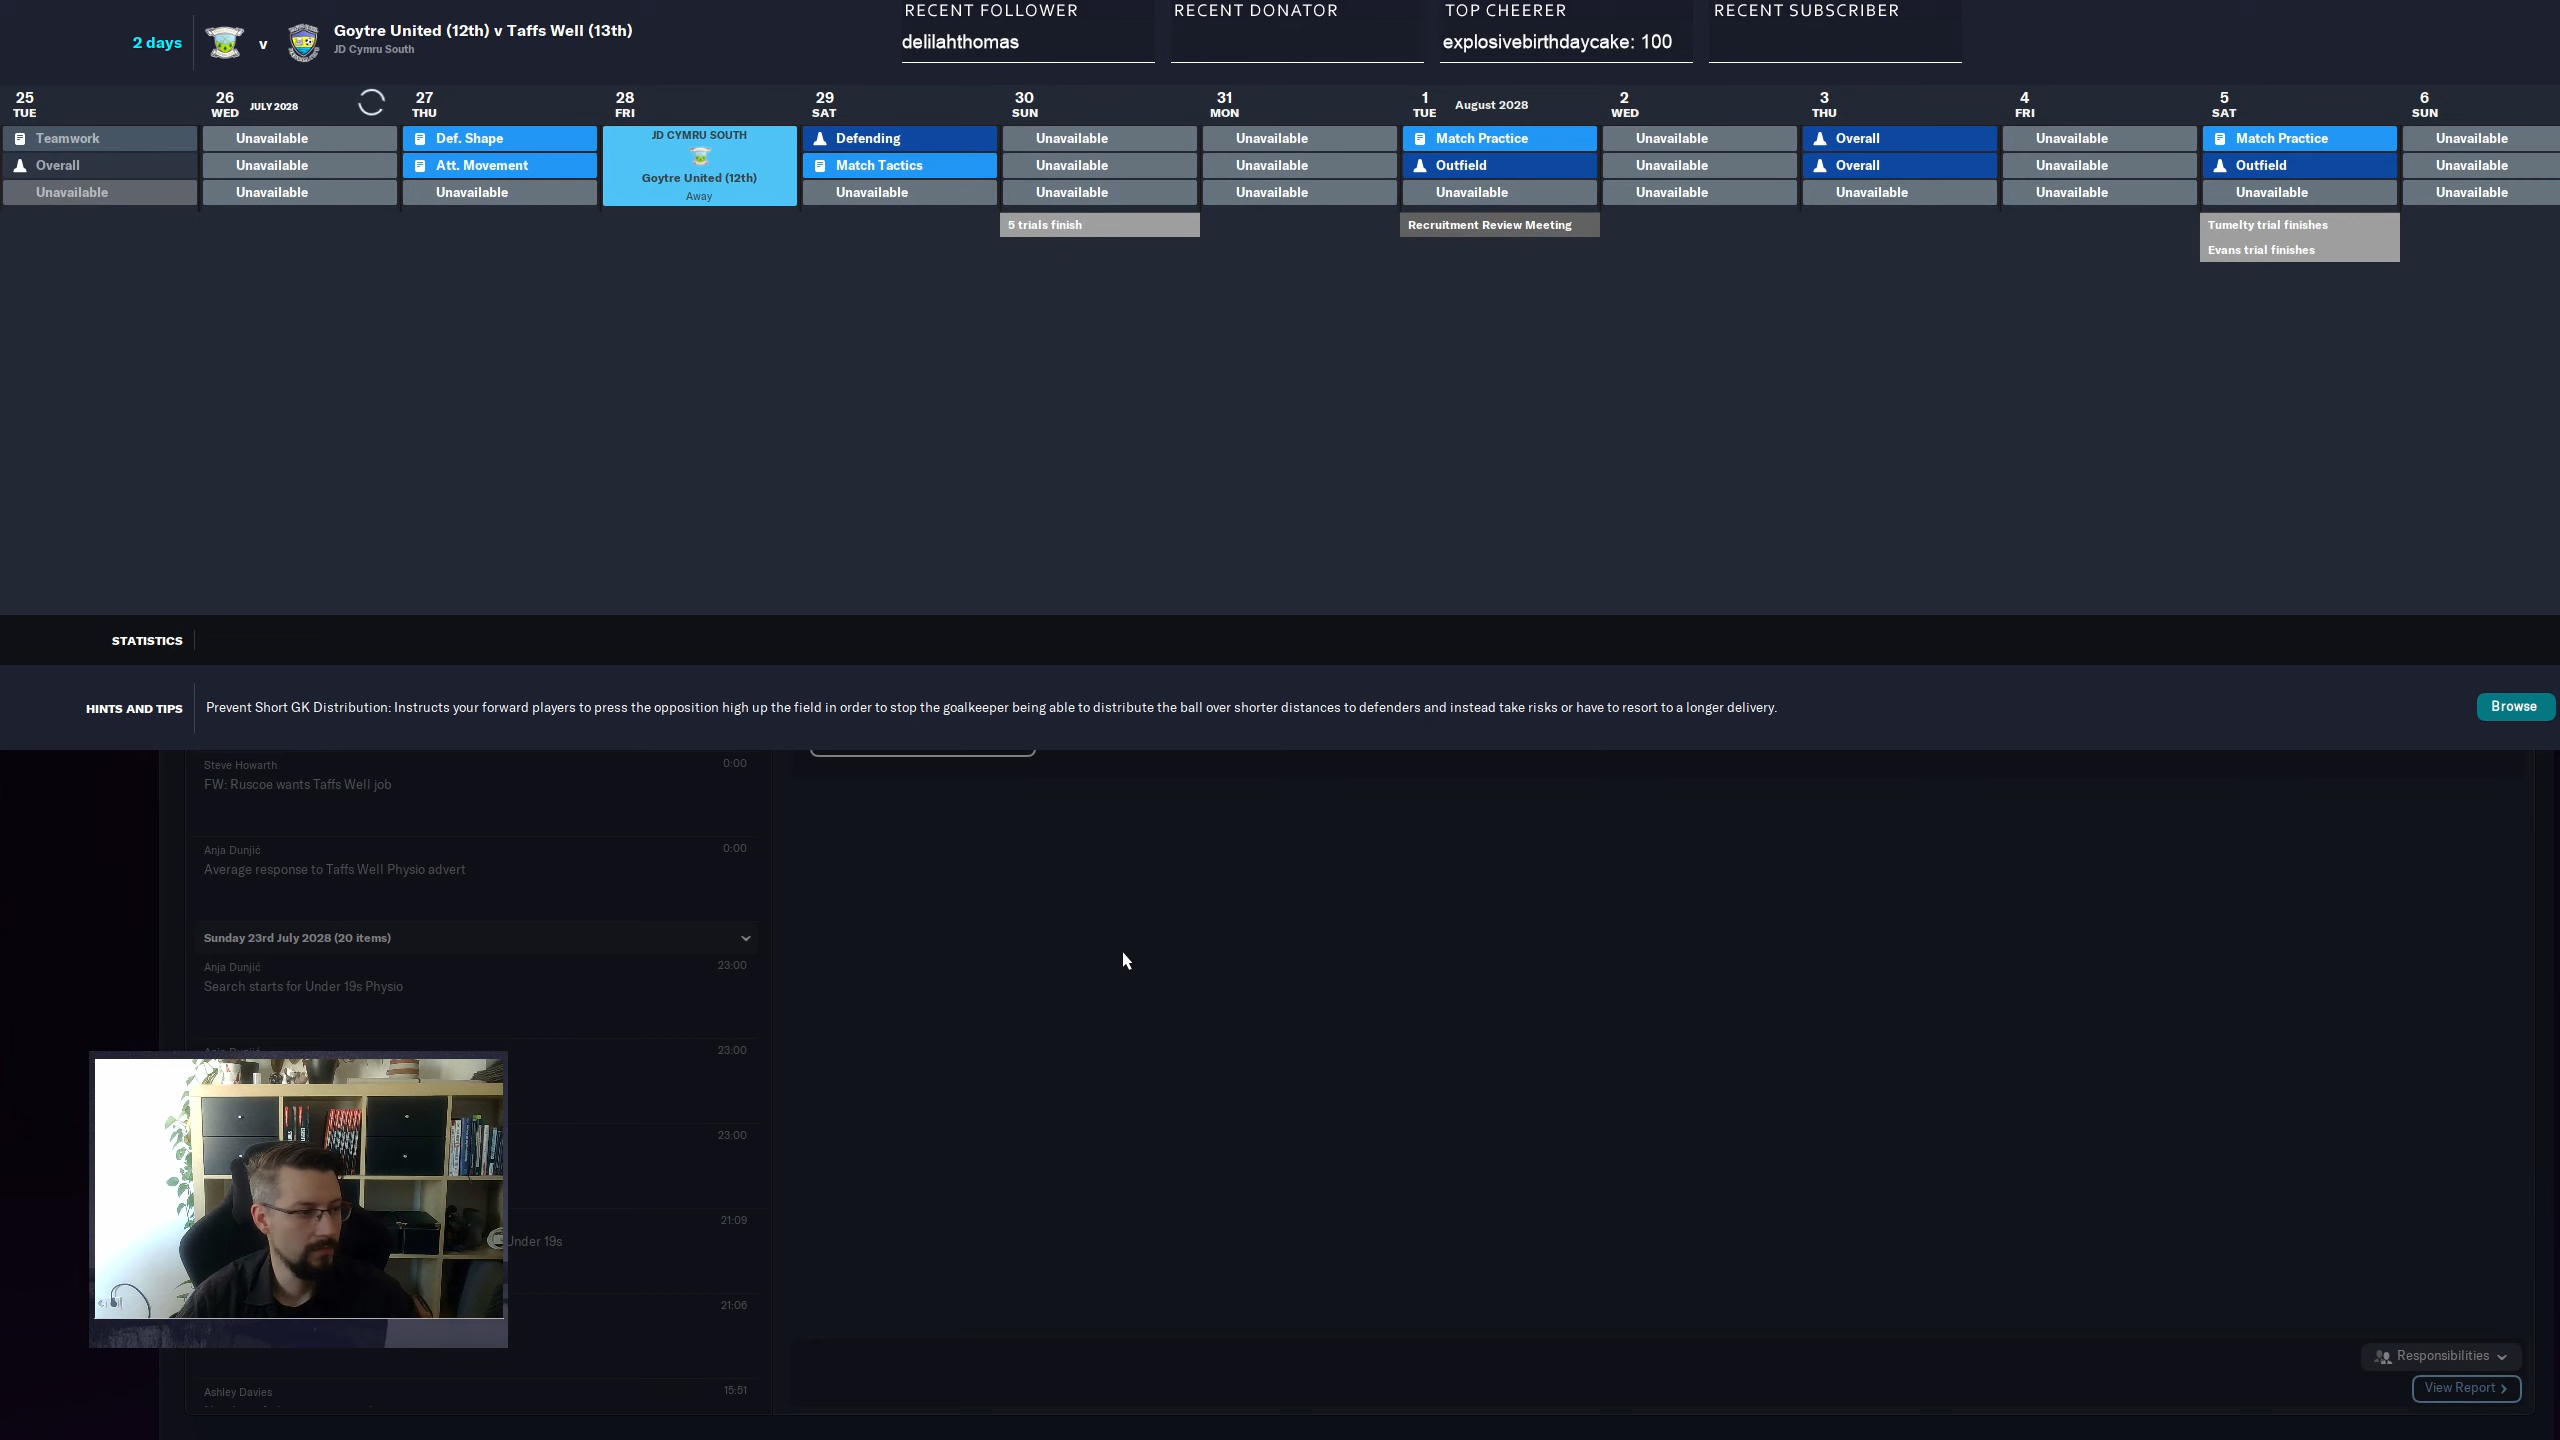 2 days
v
Goytre United (12th) v Taffs Well (13th)
JD Cymru South
RECENT FOLLOWER
delilahthomas
RECENT DONATOR
TOP CHEERER
explosivebirthdaycake: 100
RECENT SUBSCRIBER
25
TUE
26
WED JULY 2028
27
THU
28
FRI
29
SAT
30
SUN
31
MON
1
TUE August 2028
2
WED
3
THU
4
FRI
5
SAT
6
SUN
Teamwork
Overall
Unavailable
Unavailable
Unavailable
Unavailable
Def. Shape
Att. Movement
Unavailable
JD CYMRU SOUTH
Goytre United (12th)
Away
Defending
Match Tactics
Unavailable
Unavailable
Unavailable
Unavailable
5 trials finish
Unavailable
Unavailable
Unavailable
Match Practice
Outfield
Unavailable
Recruitment Review Meeting
Unavailable
Unavailable
Unavailable
Overall
Overall
Unavailable
Unavailable
Unavailable
Unavailable
Match Practice
Outfield
Unavailable
Tumelty trial finishes
Evans trial finishes
Unavailable
Unavailable
Unavailable
STATISTICS
HINTS AND TIPS
Prevent Short GK Distribution: Instructs your forward players to press the opposition high up the field in order to stop the goalkeeper being able to distribute the ball over shorter distances to defenders and instead take risks or have to resort to a longer delivery.
Browse
Steve Howarth 0:00
FW: Ruscoe wants Taffs Well job
Anja Dunjić 0:00
Average response to Taffs Well Physio advert
Sunday 23rd July 2028 (20 items)
Anja Dunjić 23:00
Search starts for Under 19s Physio
Anja Dunjić 23:00
23:00
21:09
Under 19s
21:06
Ashley Davies 15:51
Responsibilities
View Report